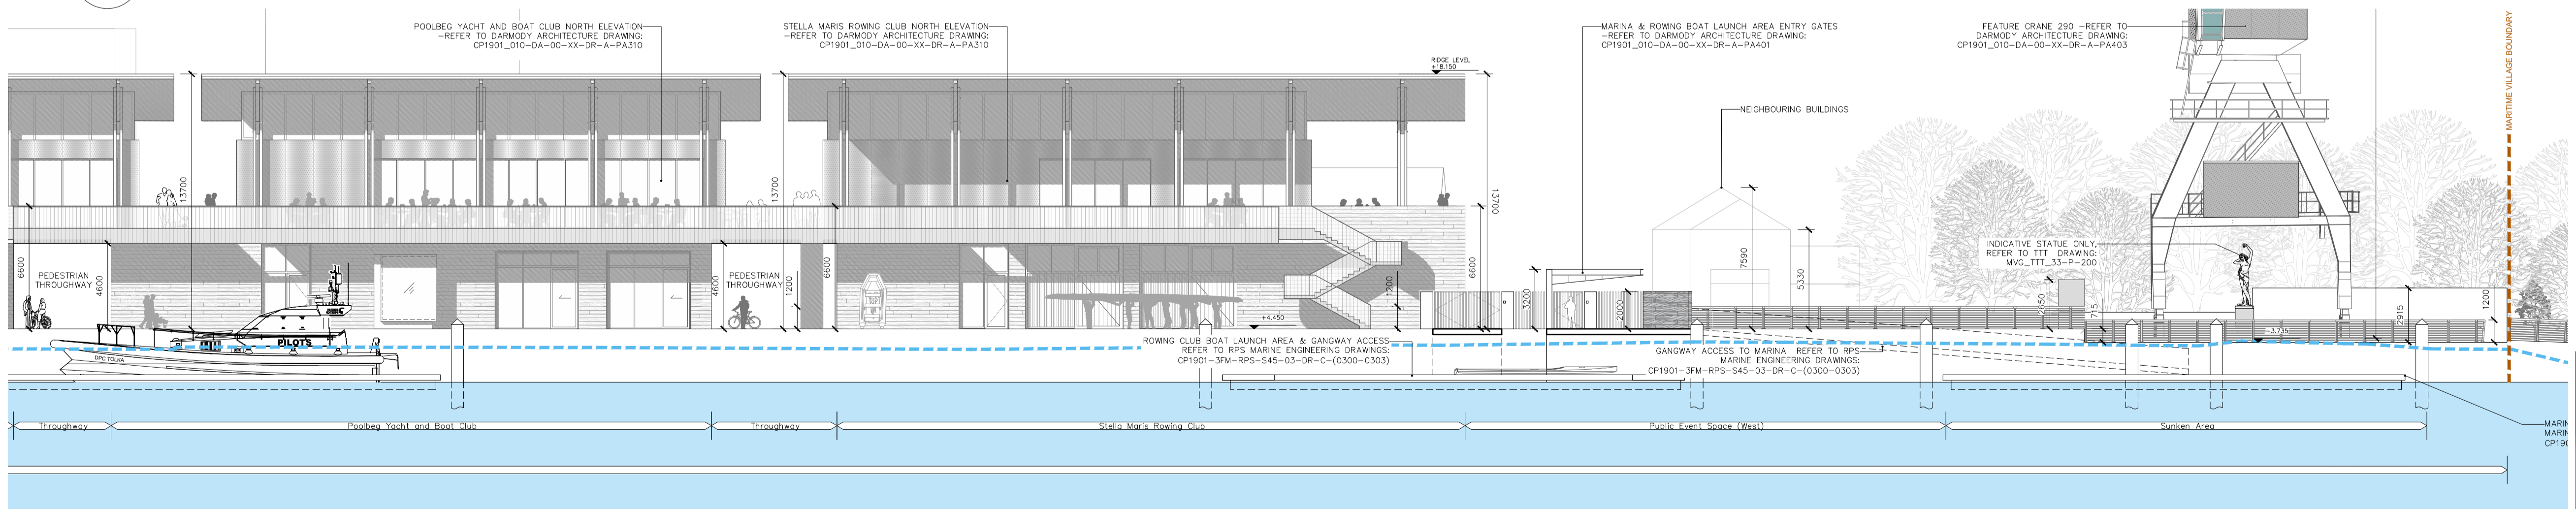 POOLBEG YACHT AND BOAT CLUB NORTH ELEVATION
-REFER TO DARMODY ARCHITECTURE DRAWING:
CP1901_010-DA-00-XX-DR-A-PA310
STELLA MARIS ROWING CLUB NORTH ELEVATION
-REFER TO DARMODY ARCHITECTURE DRAWING:
CP1901_010-DA-00-XX-DR-A-PA310
RIDGE LEVEL
+18.150
MARINA & ROWING BOAT LAUNCH AREA ENTRY GATES
-REFER TO DARMODY ARCHITECTURE DRAWING:
CP1901_010-DA-00-XX-DR-A-PA401
FEATURE CRANE 290 -REFER TO
DARMODY ARCHITECTURE DRAWING:
CP1901_010-DA-00-XX-DR-A-PA403
MARITIME VILLAGE BOUNDARY
NEIGHBOURING BUILDINGS
13700
13700
13700
6600
PEDESTRIAN
THROUGHWAY
4600
4600
PEDESTRIAN
THROUGHWAY
1200
6600
1200
6600
3200
2000
7590
5330
INDICATIVE STATUE ONLY,
REFER TO TTT DRAWING:
MVG_TTT_33-P-200
2650
715
2915
1200
+4.450
+3.735
PILOTS
DPC TOLKA
ROWING CLUB BOAT LAUNCH AREA & GANGWAY ACCESS
REFER TO RPS MARINE ENGINEERING DRAWINGS:
CP1901-3FM-RPS-S45-03-DR-C-(0300-0303)
GANGWAY ACCESS TO MARINA REFER TO RPS
MARINE ENGINEERING DRAWINGS:
CP1901-3FM-RPS-S45-03-DR-C-(0300-0303)
Throughway
Poolbeg Yacht and Boat Club
Throughway
Stella Maris Rowing Club
Public Event Space (West)
Sunken Area
MARIN
MARIN
CP190